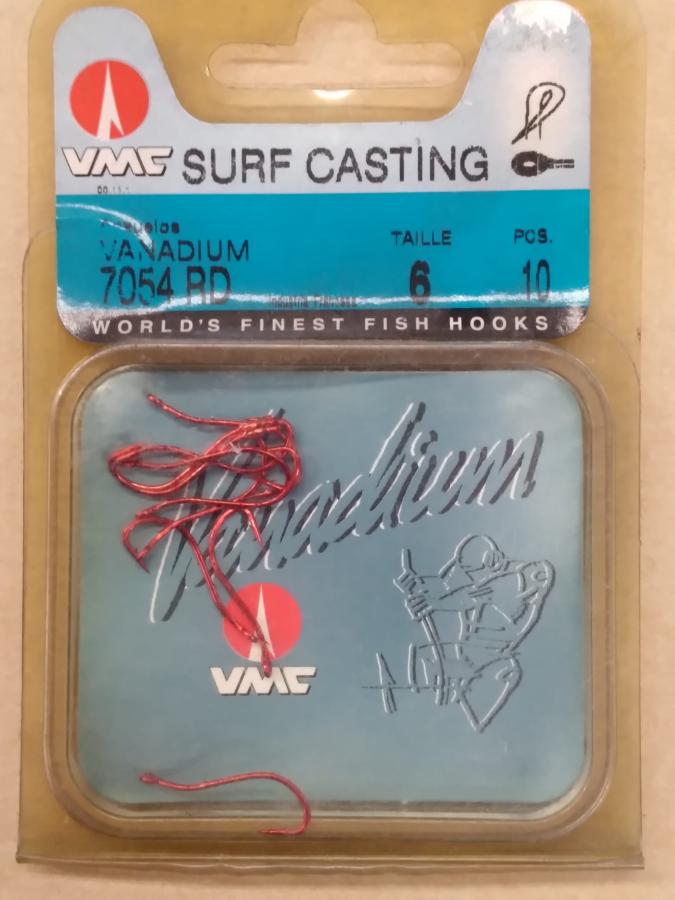 VMC SURF CASTING
TAILLE PCS.
VANADIUM
7054 RD 6 10
WORLD'S FINEST FISH HOOKS
Vanadium
VMC